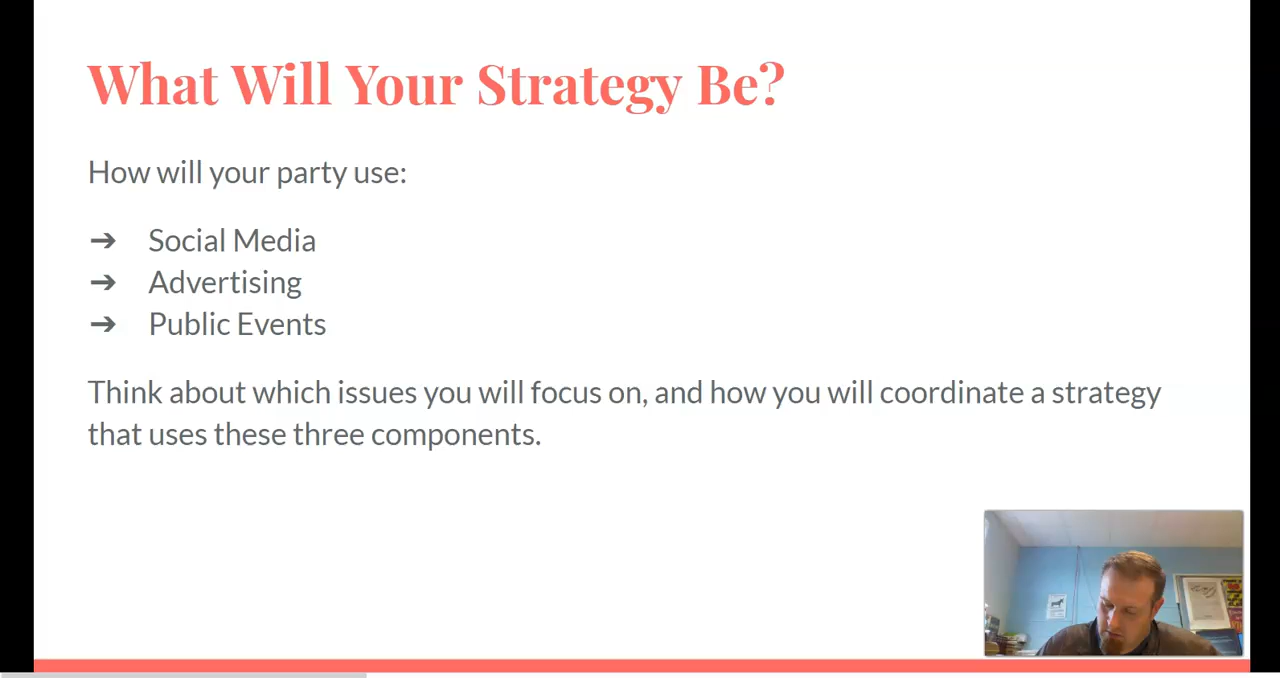 What Will Your Strategy Be?
How will your party use:
➔ Social Media
➔ Advertising
➔ Public Events
Think about which issues you will focus on, and how you will coordinate a strategy
that uses these three components.